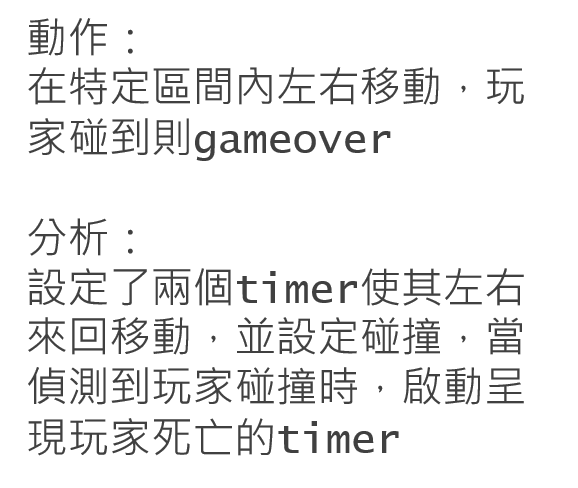 動作：
在特定區間內左右移動，玩
家碰到則gameover
分析：
設定了兩個timer使其左右
來回移動，並設定碰撞，當
偵測到玩家碰撞時，啟動呈
現玩家死亡的timer